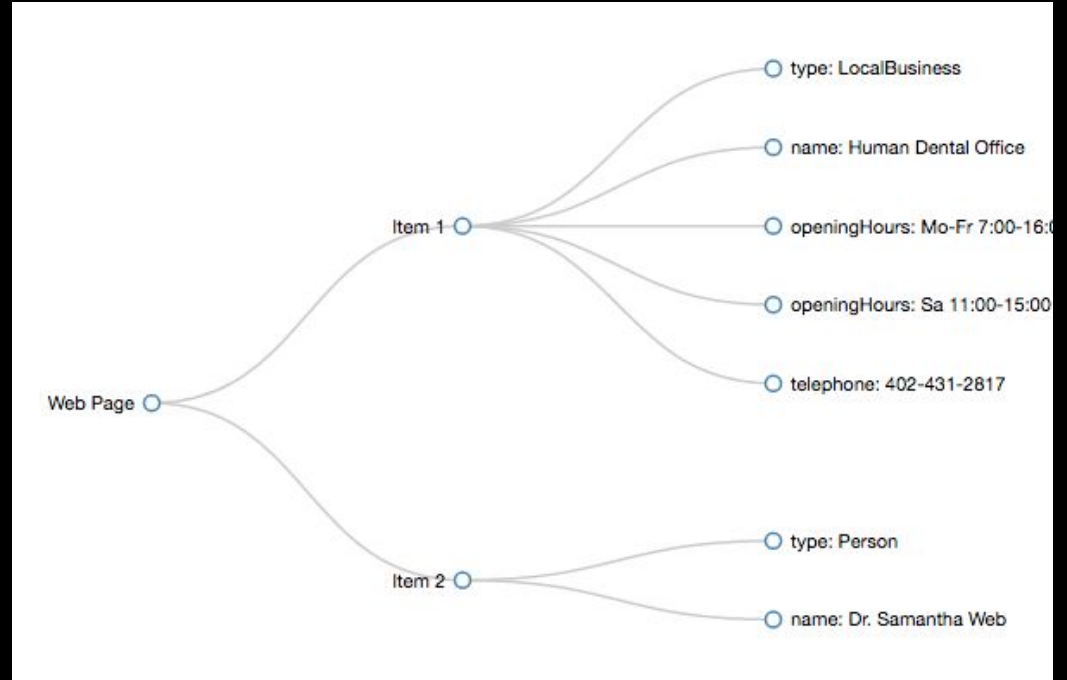 type: LocalBusiness
name: Human Dental Office
Item 1
openingHours: Mo-Fr 7:00-16:
openingHours: Sa 11:00-15:00
telephone: 402-431-2817
Web Page
type: Person
Item 2
name: Dr. Samantha Web